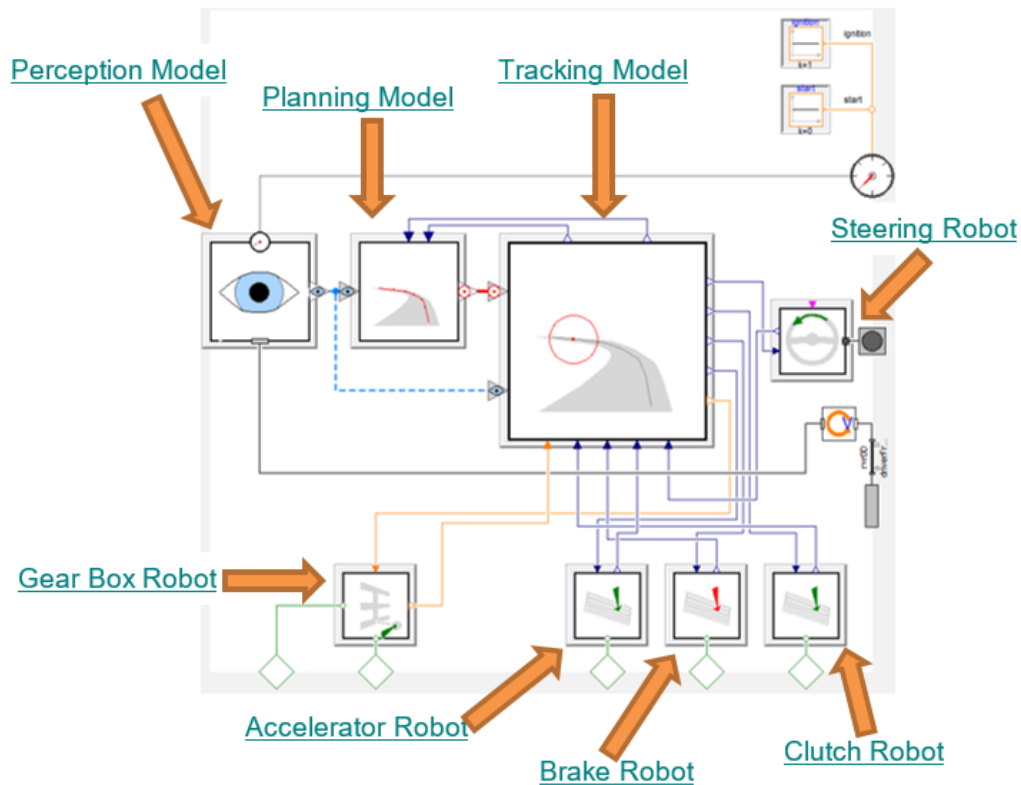 ignition
ignition
k=1
Perception Model
Tracking Model
Planning Model
start
start
k=0
Steering Robot
Gear Box Robot
Accelerator Robot
Clutch Robot
Brake Robot